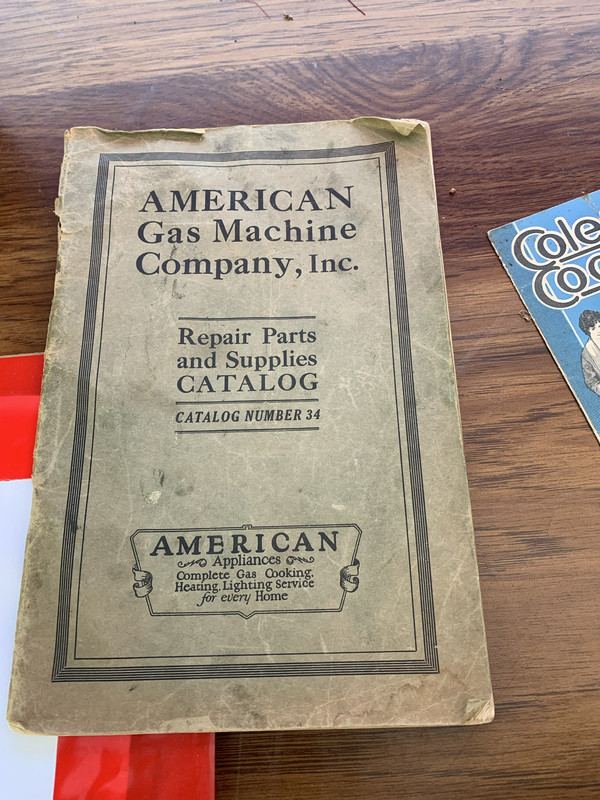 AMERICAN
Gas Machine
Company, Inc.
Repair Parts
and Supplies
CATALOG
CATALOG NUMBER 34
AMERICAN
Appliances
Complete Gas Cooking,
Heating, Lighting Service
for every Home
Cole